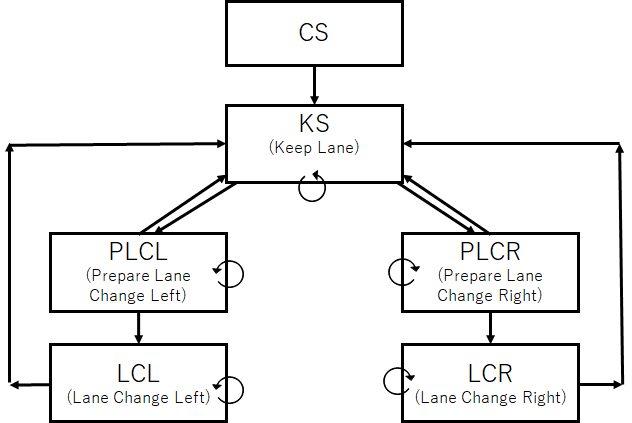 CS
KS
(Keep Lane)
PLCL
(Prepare Lane
Change Left)
PLCR
(Prepare Lane
Change Right)
LCL
(Lane Change Left)
LCR
(Lane Change Right)